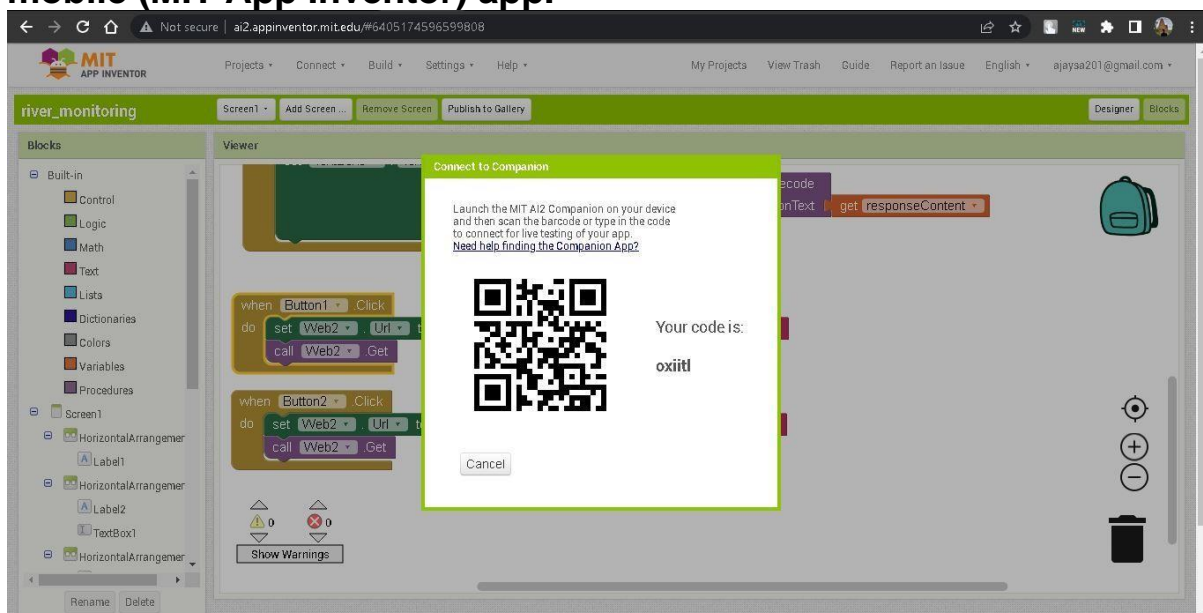 mobile (MIT App Inventor) app.
Not secure | ai2.appinventor.mit.edu/#6405174596599808
NEW
MIT
APP INVENTOR
Projects
Connect
Build
Settings
Help
My Projects
View Trash
Guide
Report an Issue
English
ajaysa201@gmail.com
river_monitoring
Screen1
Add Screen ...
Remove Screen
Publish to Gallery
Designer
Blocks
Blocks
Viewer
Built-in
Control
Logic
Math
Text
Lists
Dictionaries
Colors
Variables
Procedures
Screen1
HorizontalArrangemer
Label1
HorizontalArrangemer
Label2
TextBox1
HorizontalArrangemer
Rename
Delete
get responseContent
when Button1 .Click
do set Web2 . Url
call Web2 .Get
when Button2 .Click
do set Web2 . Url
call Web2 .Get
0
0
Show Warnings
Connect to Companion
Launch the MIT AI2 Companion on your device
and then scan the barcode or type in the code
to connect for live testing of your app.
Need help finding the Companion App?
Your code is:
oxiitl
Cancel